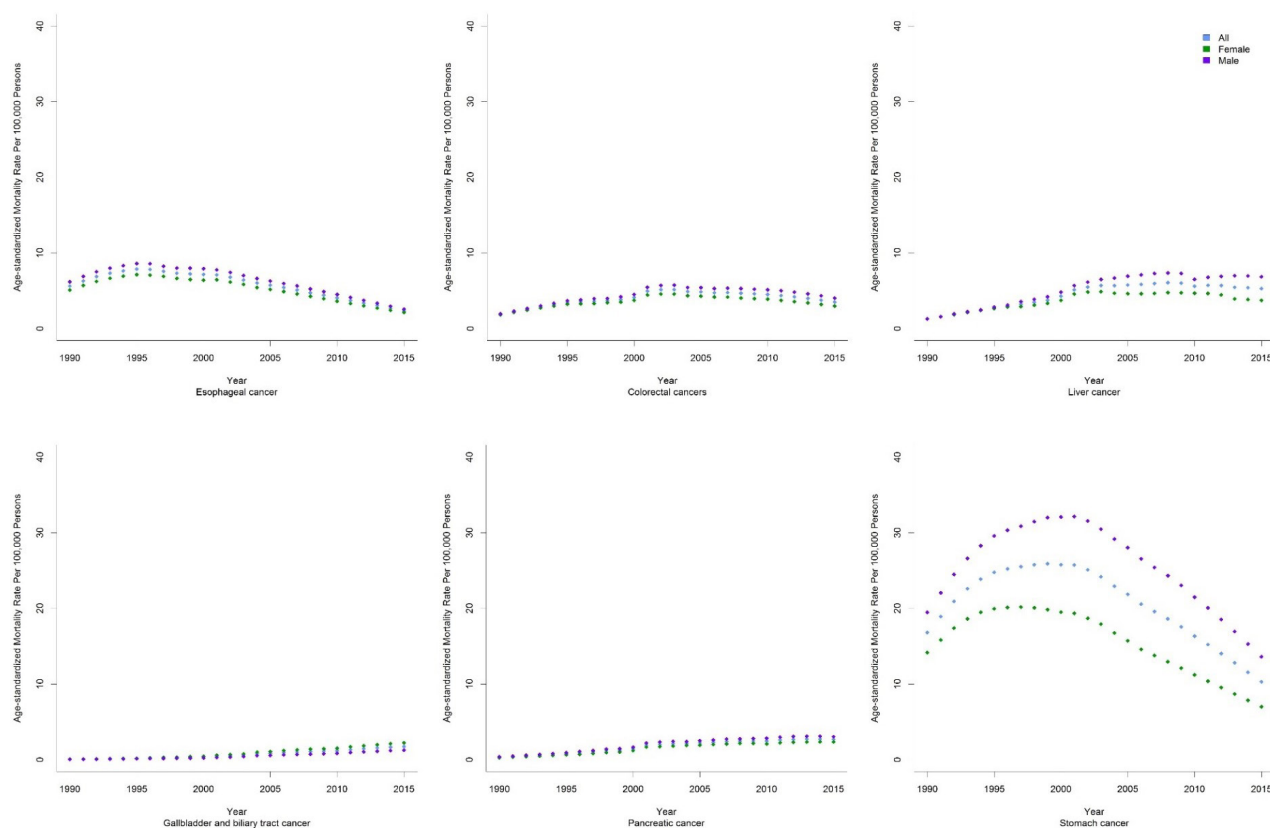 Age-standardized Mortality Rate Per 100,000 Persons
40
30
20
10
0
1990 1995 2000 2005 2010 2015
Year
Esophageal cancer
Age-standardized Mortality Rate Per 100,000 Persons
40
30
20
10
0
1990 1995 2000 2005 2010 2015
Year
Colorectal cancers
Age-standardized Mortality Rate Per 100,000 Persons
40
30
20
10
0
All
Female
Male
1990 1995 2000 2005 2010 2015
Year
Liver cancer
Age-standardized Mortality Rate Per 100,000 Persons
40
30
20
10
0
1990 1995 2000 2005 2010 2015
Year
Gallbladder and biliary tract cancer
Age-standardized Mortality Rate Per 100,000 Persons
40
30
20
10
0
1990 1995 2000 2005 2010 2015
Year
Pancreatic cancer
Age-standardized Mortality Rate Per 100,000 Persons
40
30
20
10
0
1990 1995 2000 2005 2010 2015
Year
Stomach cancer